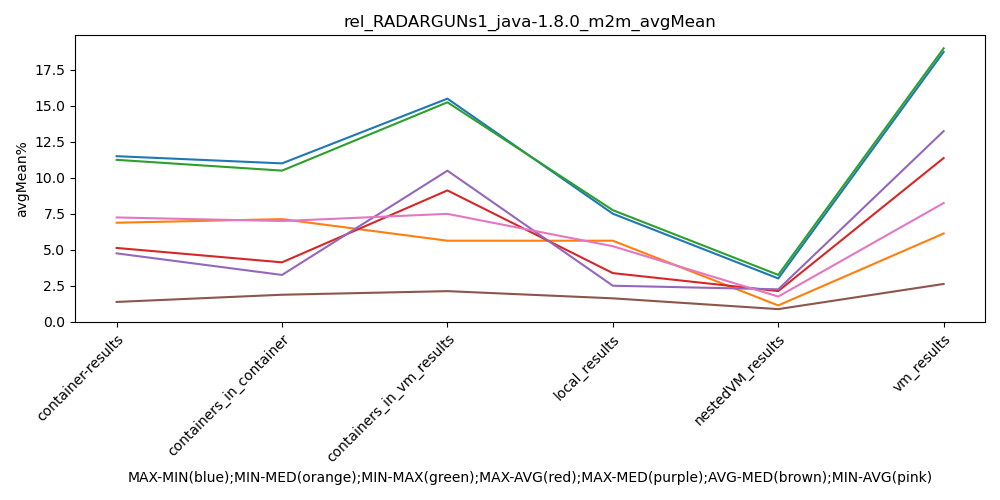 rel_RADARGUNs1_java-1.8.0_m2m_avgMean
avgMean%
17.5
15.0
12.5
10.0
7.5
5.0
2.5
0.0
container-results
containers_in_container
containers_in_vm_results
local_results
nestedVM_results
vm_results
MAX-MIN(blue);MIN-MED(orange);MIN-MAX(green);MAX-AVG(red);MAX-MED(purple);AVG-MED(brown);MIN-AVG(pink)